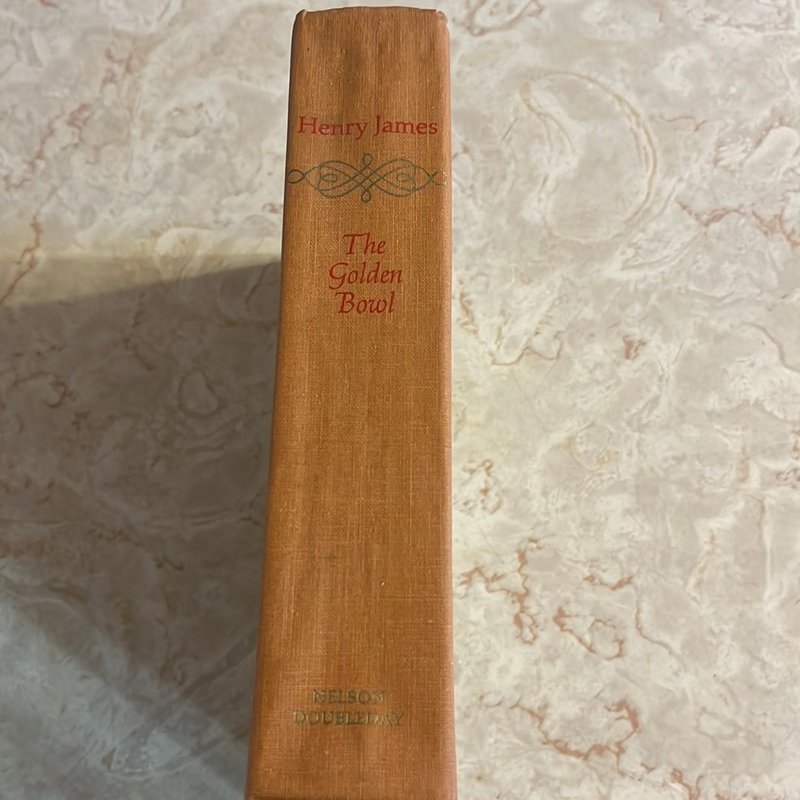 Henry James
The
Golden
Bowl
NELSON
DOUBLEDAY